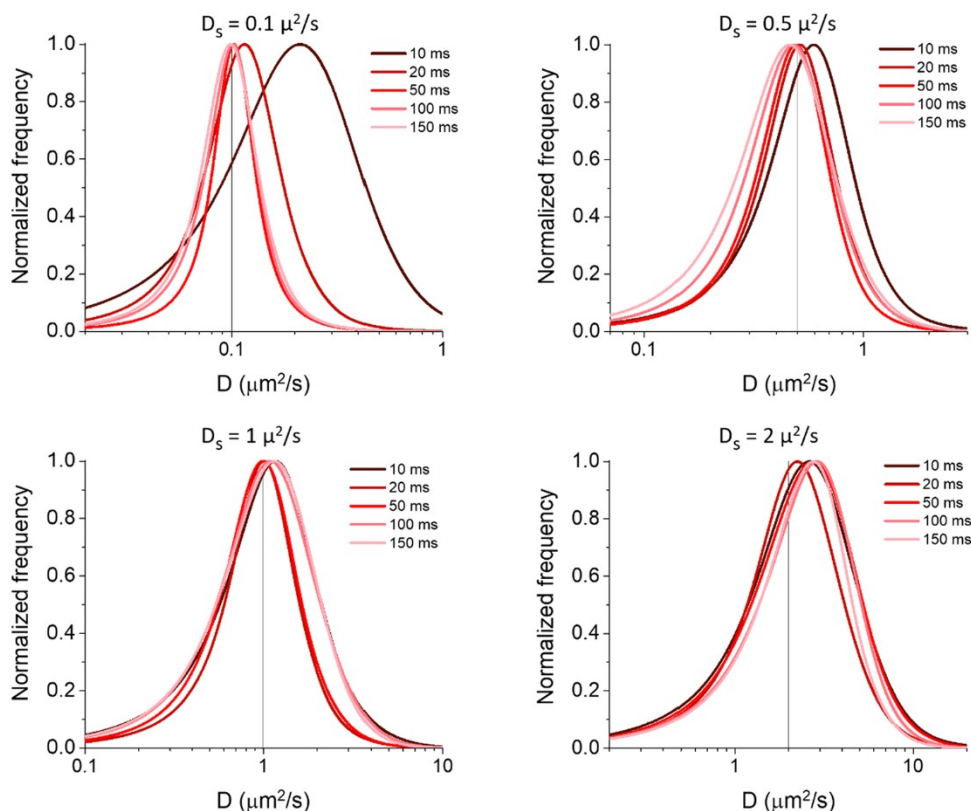 Dₛ = 0.1 μ²/s
Normalized frequency
1.0
0.8
0.6
0.4
0.2
0.0
10 ms
20 ms
50 ms
100 ms
150 ms
0.1
1
D (μm²/s)
Dₛ = 0.5 μ²/s
Normalized frequency
1.0
0.8
0.6
0.4
0.2
0.0
10 ms
20 ms
50 ms
100 ms
150 ms
0.1
1
D (μm²/s)
Dₛ = 1 μ²/s
Normalized frequency
1.0
0.8
0.6
0.4
0.2
0.0
10 ms
20 ms
50 ms
100 ms
150 ms
0.1
1
10
D (μm²/s)
Dₛ = 2 μ²/s
Normalized frequency
1.0
0.8
0.6
0.4
0.2
0.0
10 ms
20 ms
50 ms
100 ms
150 ms
1
10
D (μm²/s)